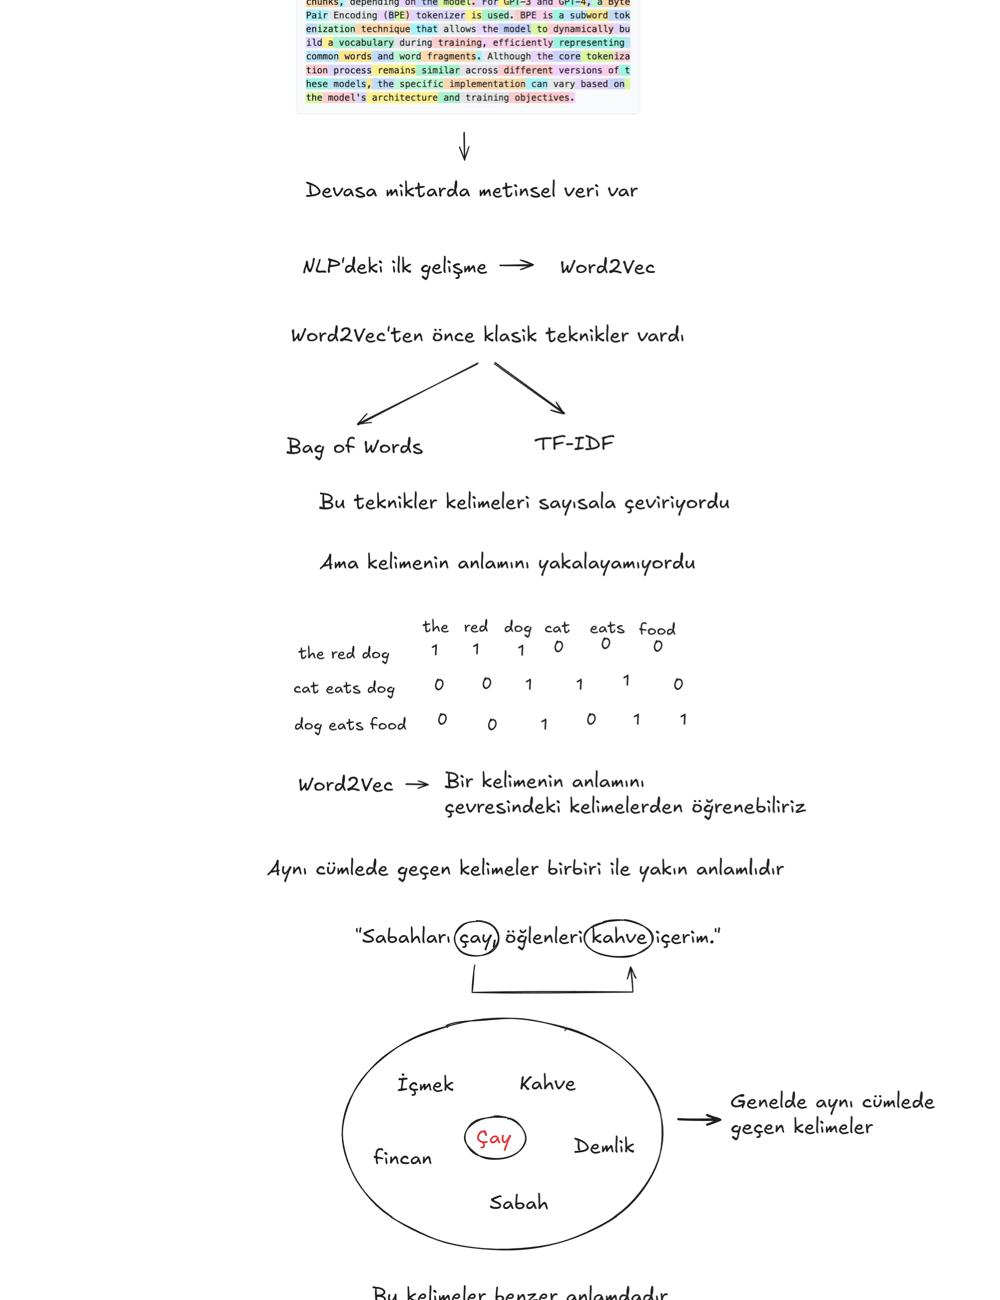 chunks, depending on the model. For GPT-3 and GPT-4, a Byte
Pair Encoding (BPE) tokenizer is used. BPE is a subword tok
enization technique that allows the model to dynamically bu
ild a vocabulary during training, efficiently representing
common words and word fragments. Although the core tokeniza
tion process remains similar across different versions of t
hese models, the specific implementation can vary based on
the model's architecture and training objectives.
Devasa miktarda metinsel veri var
NLP'deki ilk gelişme → Word2Vec
Word2Vec'ten önce klasik teknikler vardı
Bag of Words TF-IDF
Bu teknikler kelimeleri sayısala çeviriyordu
Ama kelimenin anlamını yakalayamıyordu
the red dog cat eats food
the red dog 1 1 1 0 0 0
cat eats dog 0 0 1 1 1 0
dog eats food 0 0 1 0 1 1
Word2Vec → Bir kelimenin anlamını
çevresindeki kelimelerden öğrenebiliriz
Aynı cümlede geçen kelimeler birbiri ile yakın anlamlıdır
"Sabahları çay, öğlenleri kahve içerim."
İçmek Kahve
Çay
fincan Demlik
Sabah
Genelde aynı cümlede
geçen kelimeler
Bu kelimeler benzer anlamdadır